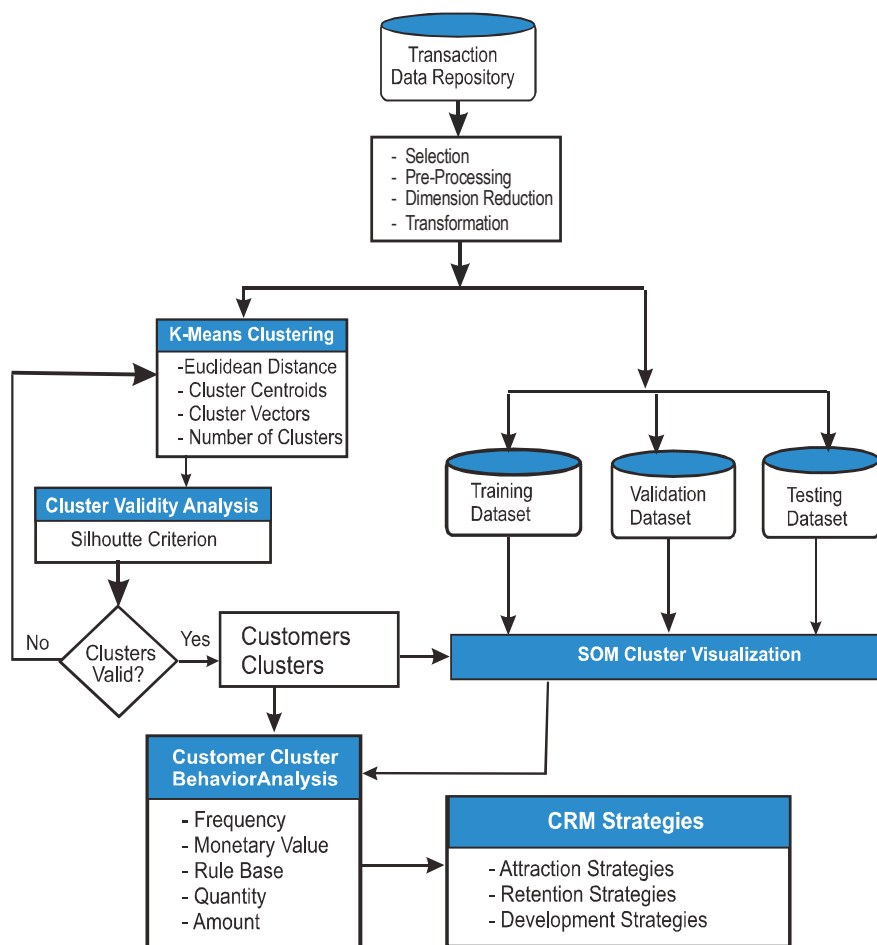 Transaction
Data Repository
- Selection
- Pre-Processing
- Dimension Reduction
- Transformation
K-Means Clustering
-Euclidean Distance
- Cluster Centroids
- Cluster Vectors
- Number of Clusters
Training
Dataset
Validation
Dataset
Testing
Dataset
Cluster Validity Analysis
Silhoutte Criterion
No
Clusters
Valid?
Yes
Customers
Clusters
SOM Cluster Visualization
Customer Cluster
BehaviorAnalysis
- Frequency
- Monetary Value
- Rule Base
- Quantity
- Amount
CRM Strategies
- Attraction Strategies
- Retention Strategies
- Development Strategies